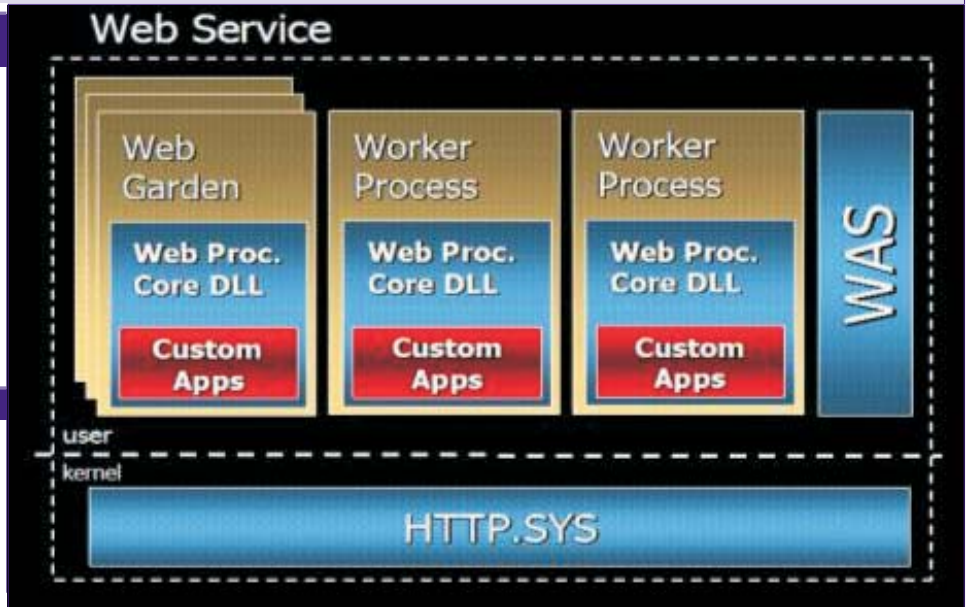 Web Service
Web
Garden
Web Proc.
Core DLL
Custom
Apps
Worker
Process
Web Proc.
Core DLL
Custom
Apps
Worker
Process
Web Proc.
Core DLL
Custom
Apps
WAS
user
kernel
HTTP.SYS